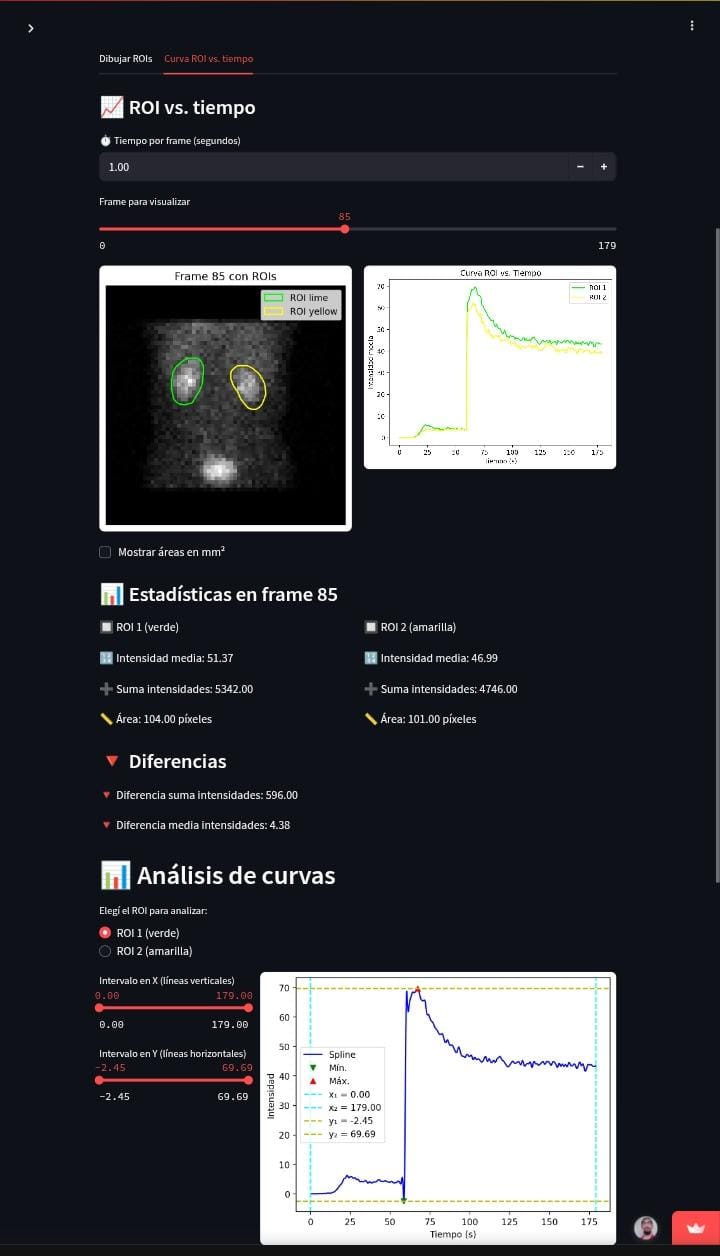 Dibujar ROIs Curva ROI vs. tiempo
📈 ROI vs. tiempo
⏱️ Tiempo por frame (segundos)
1.00 − +
Frame para visualizar
85
0 179
Frame 85 con ROIs
ROI lime
ROI yellow
Curva ROI vs. Tiempo
ROI 1
ROI 2
Intensidad media
70
60
50
40
30
20
10
0
0 25 50 75 100 125 150 175
Tiempo (s)
Mostrar áreas en mm²
📊 Estadísticas en frame 85
ROI 1 (verde) ROI 2 (amarilla)
🔢 Intensidad media: 51.37 🔢 Intensidad media: 46.99
➕ Suma intensidades: 5342.00 ➕ Suma intensidades: 4746.00
📏 Área: 104.00 píxeles 📏 Área: 101.00 píxeles
🔻 Diferencias
🔻 Diferencia suma intensidades: 596.00
🔻 Diferencia media intensidades: 4.38
📊 Análisis de curvas
Elegí el ROI para analizar:
ROI 1 (verde)
ROI 2 (amarilla)
Intervalo en X (líneas verticales)
0.00 179.00
0.00 179.00
Intervalo en Y (líneas horizontales)
-2.45 69.69
-2.45 69.69
Intensidad
70
60
50
40
30
20
10
0
Spline
Mín.
Máx.
x₁ = 0.00
x₂ = 179.00
y₁ = -2.45
y₂ = 69.69
0 25 50 75 100 125 150 175
Tiempo (s)